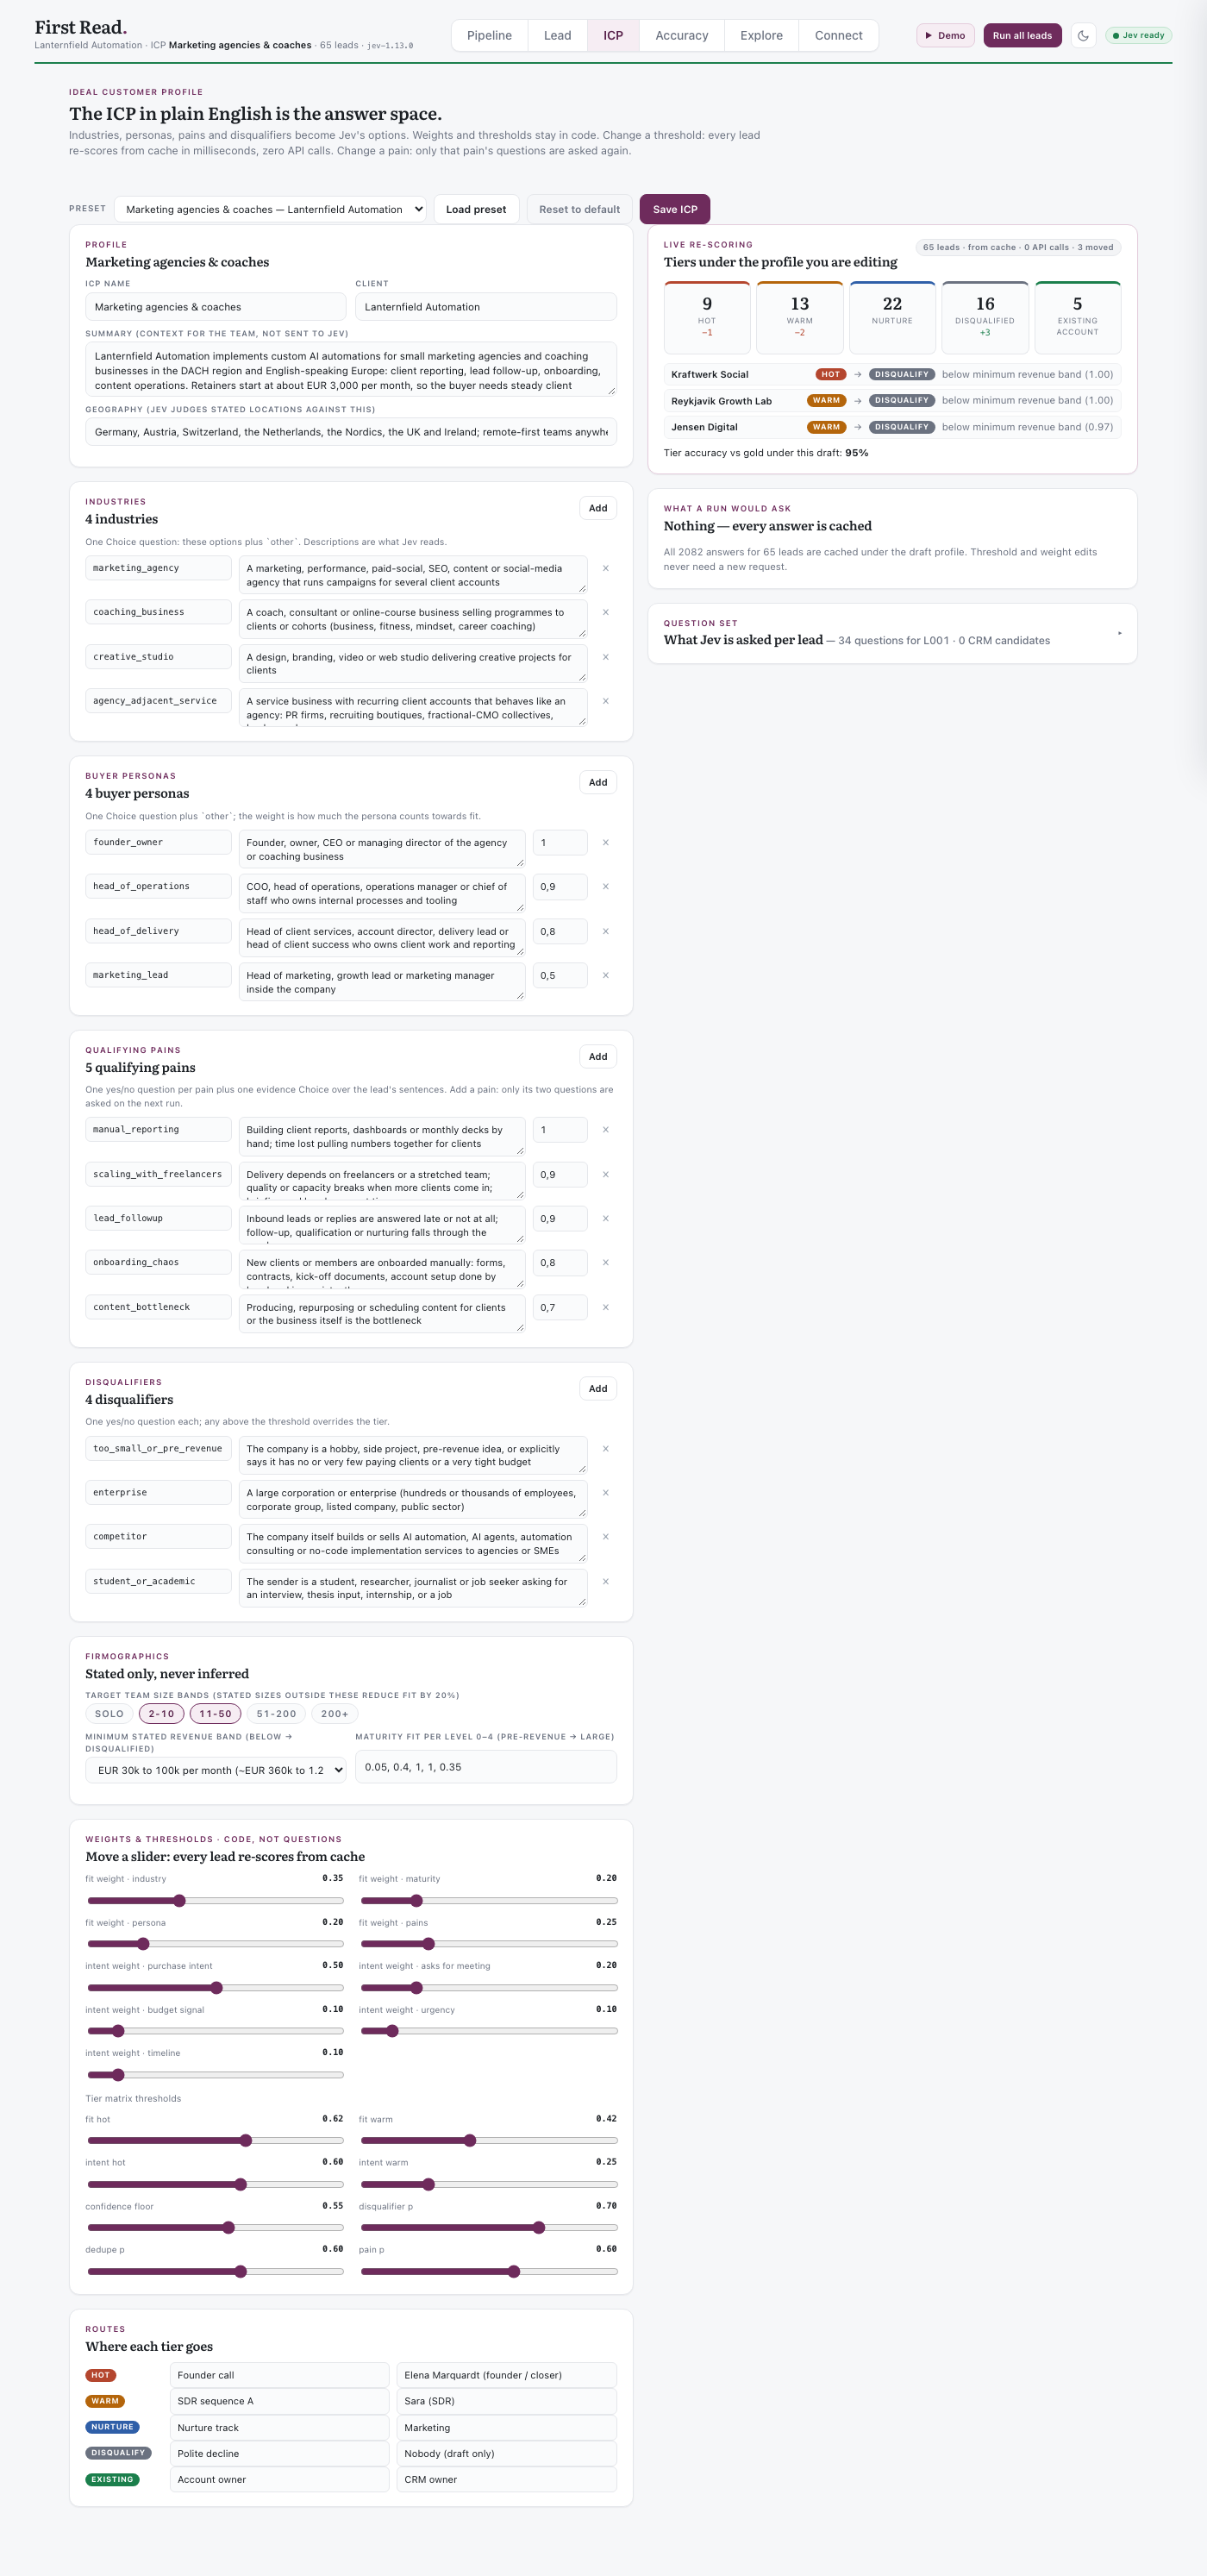 First Read.
Lanternfield Automation · ICP Marketing agencies & coaches · 65 leads · jev-1.13.0
Pipeline
Lead
ICP
Accuracy
Explore
Connect
▶ Demo
Run all leads
Jev ready
IDEAL CUSTOMER PROFILE
The ICP in plain English is the answer space.
Industries, personas, pains and disqualifiers become Jev's options. Weights and thresholds stay in code. Change a threshold: every lead
re-scores from cache in milliseconds, zero API calls. Change a pain: only that pain's questions are asked again.
PRESET
Marketing agencies & coaches — Lanternfield Automation
Load preset
Reset to default
Save ICP
PROFILE
Marketing agencies & coaches
ICP NAME
CLIENT
Marketing agencies & coaches
Lanternfield Automation
SUMMARY (CONTEXT FOR THE TEAM, NOT SENT TO JEV)
Lanternfield Automation implements custom AI automations for small marketing agencies and coaching
businesses in the DACH region and English-speaking Europe: client reporting, lead follow-up, onboarding,
content operations. Retainers start at about EUR 3,000 per month, so the buyer needs steady client
GEOGRAPHY (JEV JUDGES STATED LOCATIONS AGAINST THIS)
Germany, Austria, Switzerland, the Netherlands, the Nordics, the UK and Ireland; remote-first teams anywhe
LIVE RE-SCORING
Tiers under the profile you are editing
65 leads · from cache · 0 API calls · 3 moved
9
HOT
−1
13
WARM
−2
22
NURTURE
16
DISQUALIFIED
+3
5
EXISTING
ACCOUNT
Kraftwerk Social HOT → DISQUALIFY below minimum revenue band (1.00)
Reykjavik Growth Lab WARM → DISQUALIFY below minimum revenue band (1.00)
Jensen Digital WARM → DISQUALIFY below minimum revenue band (0.97)
Tier accuracy vs gold under this draft: 95%
WHAT A RUN WOULD ASK
Nothing — every answer is cached
All 2082 answers for 65 leads are cached under the draft profile. Threshold and weight edits
never need a new request.
QUESTION SET
What Jev is asked per lead — 34 questions for L001 · 0 CRM candidates
INDUSTRIES
4 industries
Add
One Choice question: these options plus `other`. Descriptions are what Jev reads.
marketing_agency
A marketing, performance, paid-social, SEO, content or social-media
agency that runs campaigns for several client accounts
×
coaching_business
A coach, consultant or online-course business selling programmes to
clients or cohorts (business, fitness, mindset, career coaching)
×
creative_studio
A design, branding, video or web studio delivering creative projects for
clients
×
agency_adjacent_service
A service business with recurring client accounts that behaves like an
agency: PR firms, recruiting boutiques, fractional-CMO collectives,
×
BUYER PERSONAS
4 buyer personas
Add
One Choice question plus `other`; the weight is how much the persona counts towards fit.
founder_owner
Founder, owner, CEO or managing director of the agency
or coaching business
1
×
head_of_operations
COO, head of operations, operations manager or chief of
staff who owns internal processes and tooling
0,9
×
head_of_delivery
Head of client services, account director, delivery lead or
head of client success who owns client work and reporting
0,8
×
marketing_lead
Head of marketing, growth lead or marketing manager
inside the company
0,5
×
QUALIFYING PAINS
5 qualifying pains
Add
One yes/no question per pain plus one evidence Choice over the lead's sentences. Add a pain: only its two questions are
asked on the next run.
manual_reporting
Building client reports, dashboards or monthly decks by
hand; time lost pulling numbers together for clients
1
×
scaling_with_freelancers
Delivery depends on freelancers or a stretched team;
quality or capacity breaks when more clients come in;
0,9
×
lead_followup
Inbound leads or replies are answered late or not at all;
follow-up, qualification or nurturing falls through the
0,9
×
onboarding_chaos
New clients or members are onboarded manually: forms,
contracts, kick-off documents, account setup done by
0,8
×
content_bottleneck
Producing, repurposing or scheduling content for clients
or the business itself is the bottleneck
0,7
×
DISQUALIFIERS
4 disqualifiers
Add
One yes/no question each; any above the threshold overrides the tier.
too_small_or_pre_revenue
The company is a hobby, side project, pre-revenue idea, or explicitly
says it has no or very few paying clients or a very tight budget
×
enterprise
A large corporation or enterprise (hundreds or thousands of employees,
corporate group, listed company, public sector)
×
competitor
The company itself builds or sells AI automation, AI agents, automation
consulting or no-code implementation services to agencies or SMEs
×
student_or_academic
The sender is a student, researcher, journalist or job seeker asking for
an interview, thesis input, internship, or a job
×
FIRMOGRAPHICS
Stated only, never inferred
TARGET TEAM SIZE BANDS (STATED SIZES OUTSIDE THESE REDUCE FIT BY 20%)
SOLO
2-10
11-50
51-200
200+
MINIMUM STATED REVENUE BAND (BELOW →
DISQUALIFIED)
EUR 30k to 100k per month (~EUR 360k to 1.2
MATURITY FIT PER LEVEL 0–4 (PRE-REVENUE → LARGE)
0.05, 0.4, 1, 1, 0.35
WEIGHTS & THRESHOLDS · CODE, NOT QUESTIONS
Move a slider: every lead re-scores from cache
fit weight · industry 0.35
fit weight · maturity 0.20
fit weight · persona 0.20
fit weight · pains 0.25
intent weight · purchase intent 0.50
intent weight · asks for meeting 0.20
intent weight · budget signal 0.10
intent weight · urgency 0.10
intent weight · timeline 0.10
Tier matrix thresholds
fit hot 0.62
fit warm 0.42
intent hot 0.60
intent warm 0.25
confidence floor 0.55
disqualifier p 0.70
dedupe p 0.60
pain p 0.60
ROUTES
Where each tier goes
HOT
Founder call
Elena Marquardt (founder / closer)
WARM
SDR sequence A
Sara (SDR)
NURTURE
Nurture track
Marketing
DISQUALIFY
Polite decline
Nobody (draft only)
EXISTING
Account owner
CRM owner